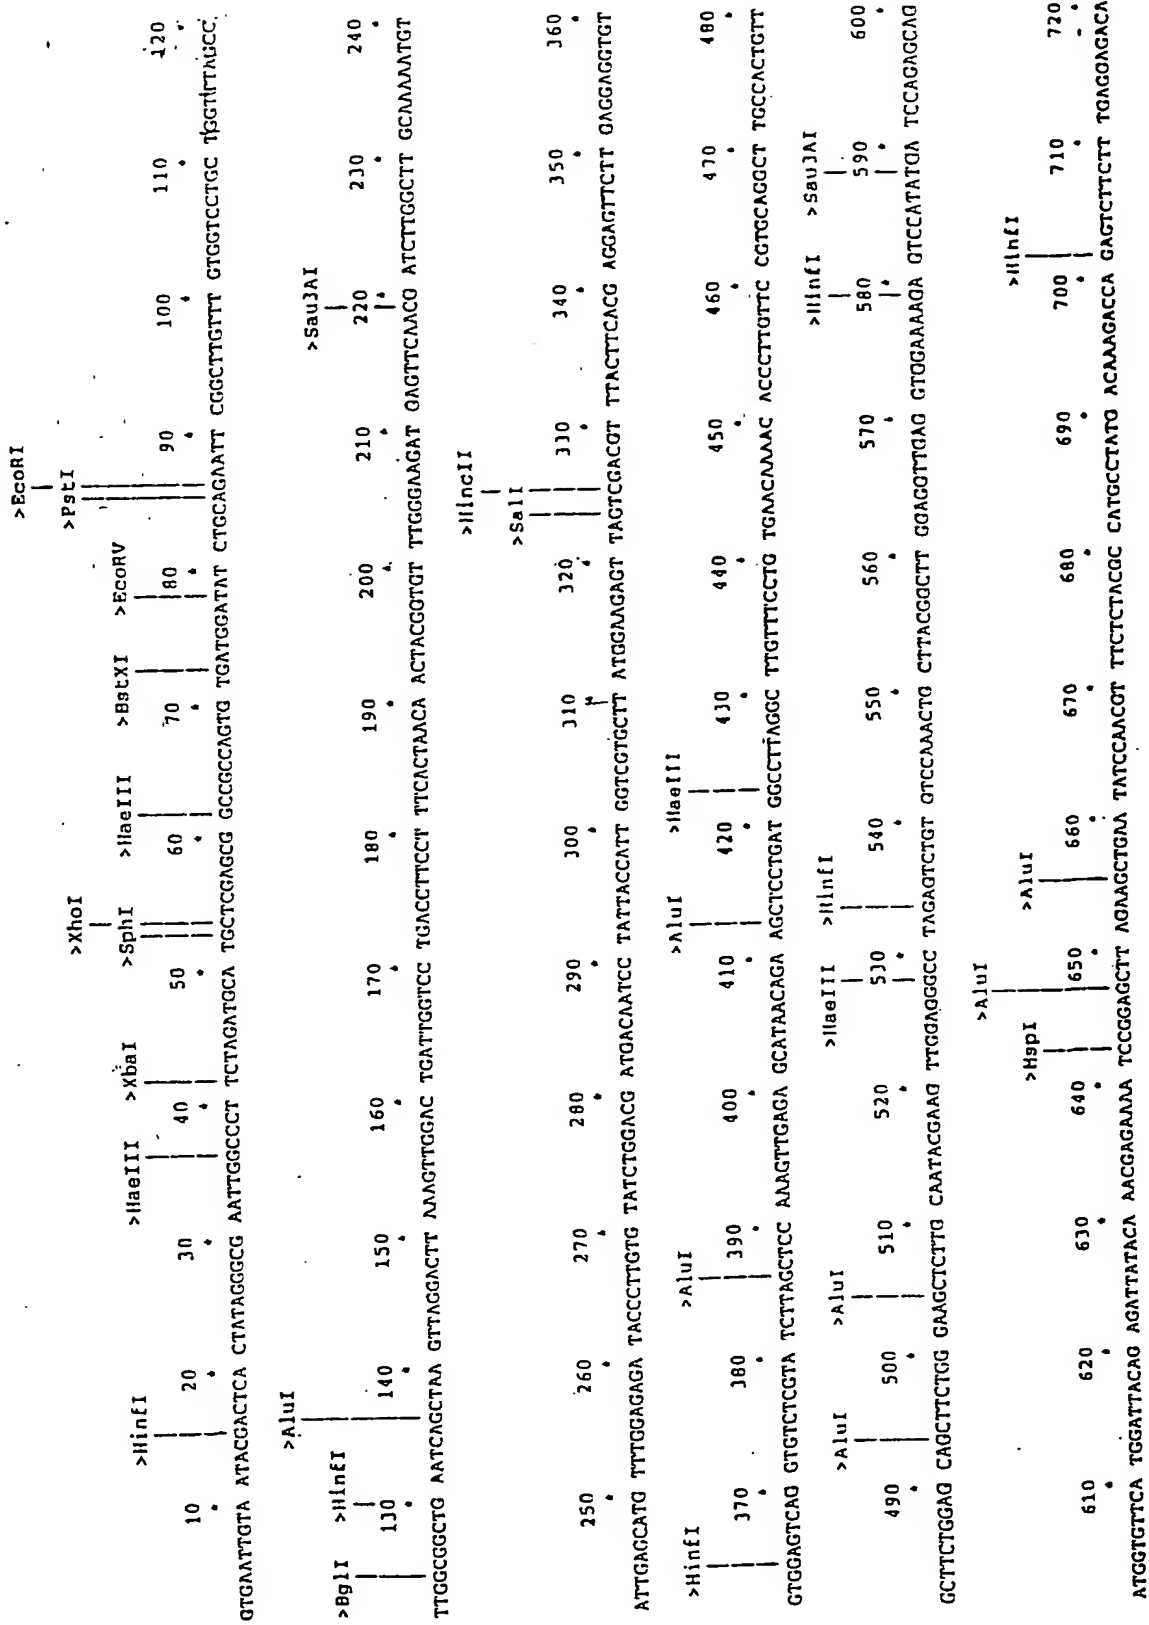 >EcoRI
>XhoI >PstI
>HinfI >HaeIII >XbaI >SphI >HaeIII >BstXI >EcoRV
10 20 30 40 50 60 70 80 90 100 110 120
GTGAATTGTA ATACGACTCA CTATAGGGCG AATTGGCCCT TCTAGATGCA TGCTCGAGCG GCCGCCAGTG TGATGGATAT CTGCAGAATT CGGCTTGTTT GTGGTCCTGC
>AluI >Sau3AI
>BglI >HinfI
130 140 150 160 170 180 190 200 210 220 230 240
TTGGCGGCTG AATCAGCTAA GTTAGGACTT AAAGTTGGAC TGATTGGTCC TGACCTTCCT TTCACTAACA ACTACGGTGT TTGGGAAGAT GAGTTCAACG ATCTTGGCTT GCAAAAATGT
>HincII
>SalI
250 260 270 280 290 300 310 320 330 340 350 360
ATTGAGCATG TTTGGAGAGA TACCCTTGTG TATCTGGACG ATGACAATCC TATTACCATT GGTCGTGCTT ATGGAAGAGT TAGTCGACGT TTACTTCACG AGGAGTTCTT GAGGAGGTGT
>HinfI >AluI >AluI >HaeIII
370 380 390 400 410 420 430 440 450 460 470 480
GTGGAGTCAG GTGTCTCGTA TCTTAGCTCC AAAGTTGAGA GCATAACAGA AGCTCCTGAT GGCCTTAGGC TTGTTTCCTG TGAACAAAAC ACCCTTGTTC CGTGCAGGCT TGCCACTGTT
>AluI >AluI >HaeIII >HinfI >HinfI >Sau3AI
490 500 510 520 530 540 550 560 570 580 590 600
GCTTCTGGAG CAGCTTCTGG GAAGCTCTTG CAATACGAAG TTGGAGGGCC TAGAGTCTGT GTCCAAACTG CTTACGGCTT GGAGGTTGAG GTGGAAAAGA GTCCATATGA TCCAGAGCAG
>AluI
>MspI >AluI >HinfI
610 620 630 640 650 660 670 680 690 700 710 720
ATGGTGTTCA TGGATTACAG AGATTATACA AACGAGAAAA TCCGGAGCTT AGAAGCTGAA TATCCAACGT TTCTCTACGC CATGCCTATG ACAAAGACCA GAGTCTTCTT TGAGGAGACA